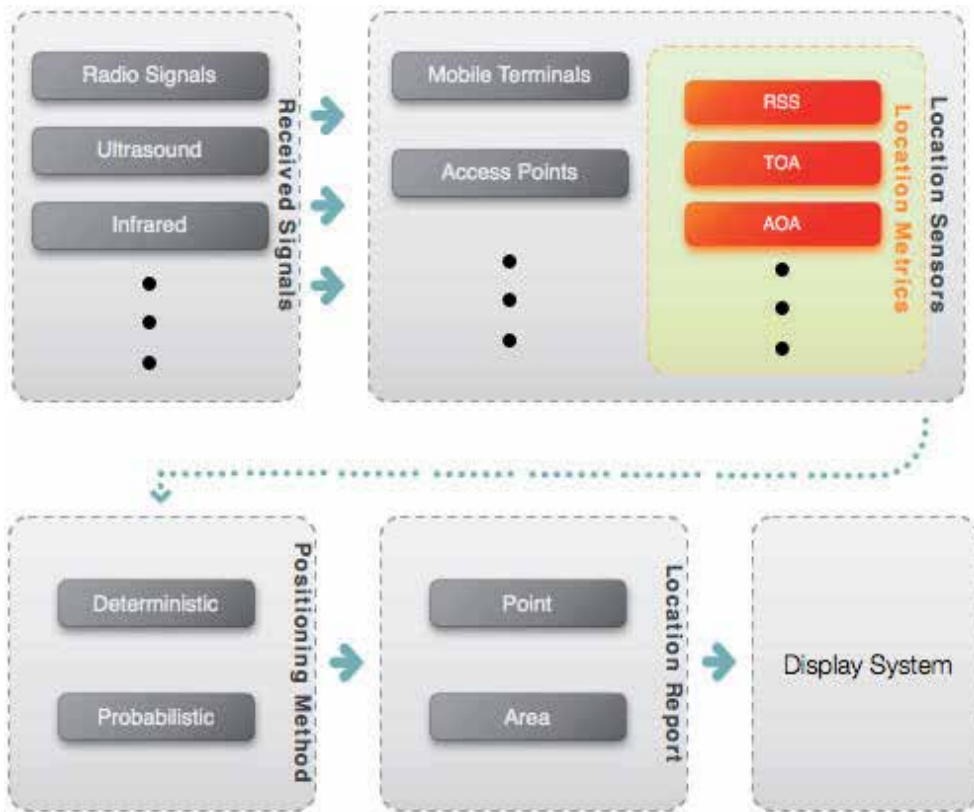 Radio Signals
Ultrasound
Infrared
Received Signals
Mobile Terminals
Access Points
RSS
TOA
AOA
Location Metrics
Location Sensors
Deterministic
Probabilistic
Positioning Method
Point
Area
Location Report
Display System